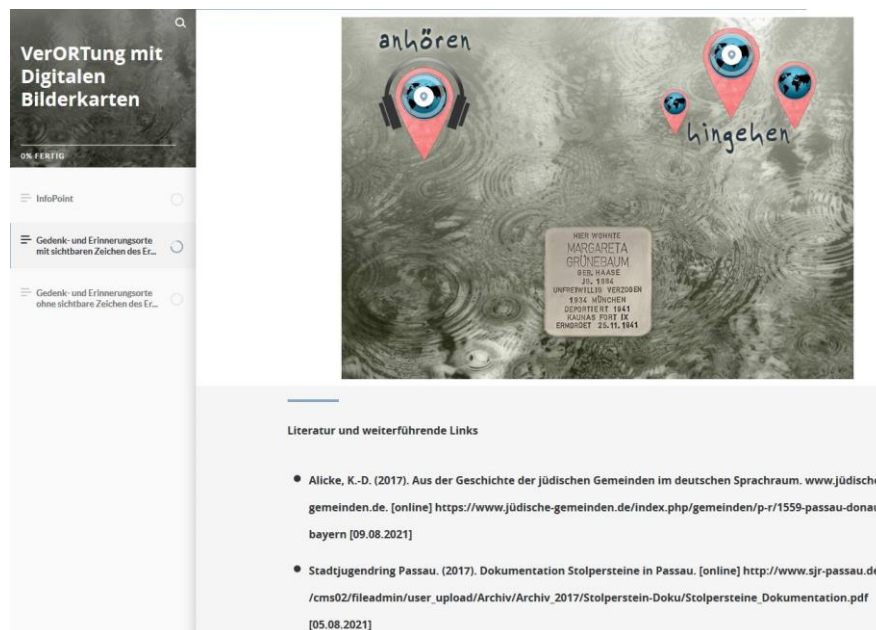 VerORTung mit
Digitalen
Bilderkarten
0% FERTIG
InfoPoint
Gedenk- und Erinnerungsorte
mit sichtbaren Zeichen des Er...
Gedenk- und Erinnerungsorte
ohne sichtbare Zeichen des Er...
anhören
hingehen
HIER WOHNTE
MARGARETA
GRÜNEBAUM
GEB. HAASE
JG. 1894
UNFREIWILLIG VERZOGEN
1934 MÜNCHEN
DEPORTIERT 1941
KAUNAS FORT IX
ERMORDET 25.11.1941
Literatur und weiterführende Links
Alicke, K.-D. (2017). Aus der Geschichte der jüdischen Gemeinden im deutschen Sprachraum. www.jüdische
gemeinden.de. [online] https://www.jüdische-gemeinden.de/index.php/gemeinden/p-r/1559-passau-donau
bayern [09.08.2021]
Stadtjugendring Passau. (2017). Dokumentation Stolpersteine in Passau. [online] http://www.sjr-passau.de
/cms02/fileadmin/user_upload/Archiv/Archiv_2017/Stolperstein-Doku/Stolpersteine_Dokumentation.pdf
[05.08.2021]